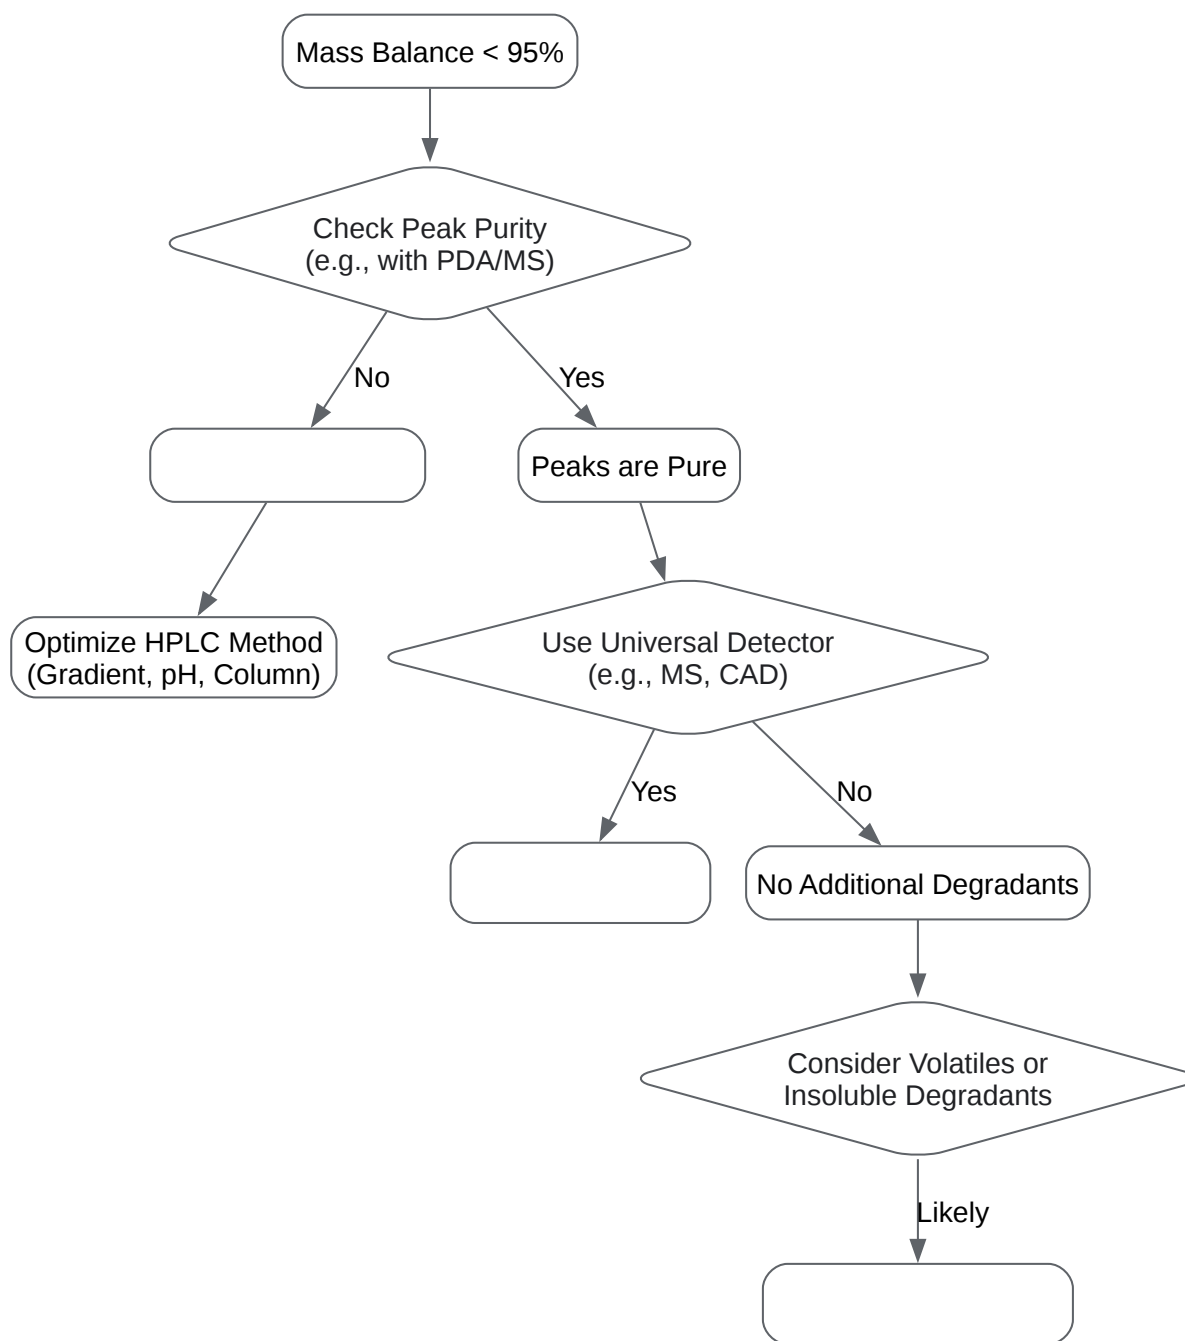 Mass Balance < 95%
Check Peak Purity
(e.g., with PDA/MS)
No
Yes
Peaks are Pure
Optimize HPLC Method
(Gradient, pH, Column)
Use Universal Detector
(e.g., MS, CAD)
Yes
No
No Additional Degradants
Consider Volatiles or
Insoluble Degradants
Likely